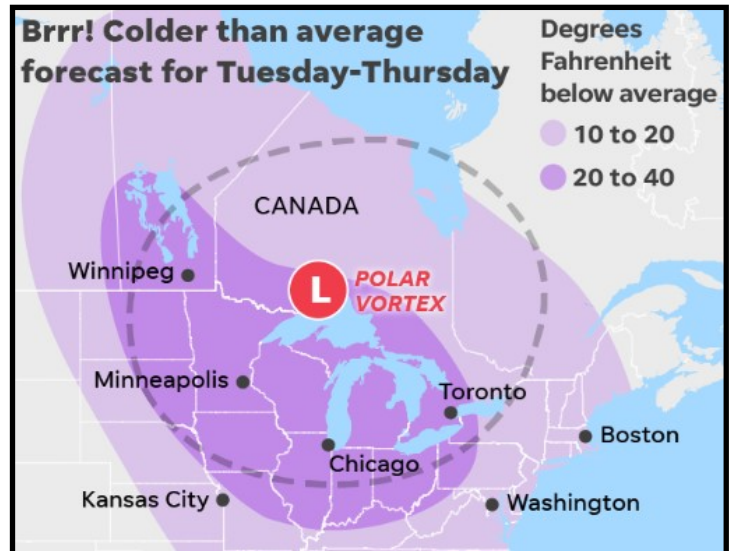 Brrr! Colder than average
forecast for Tuesday-Thursday
Degrees
Fahrenheit
below average
10 to 20
20 to 40
CANADA
Winnipeg
L
POLAR
VORTEX
Minneapolis
Toronto
Boston
Chicago
Kansas City
Washington